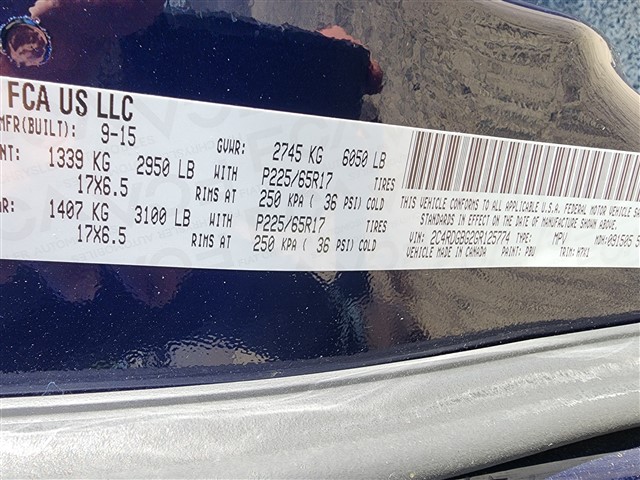 FCA US LLC
MFR(BUILT): 9-15 GVWR: 2745 KG 6050 LB
NT: 1339 KG 2950 LB WITH P225/65R17 TIRES
17X6.5 RIMS AT 250 KPA ( 36 PSI) COLD
AR: 1407 KG 3100 LB WITH P225/65R17 TIRES
17X6.5 RIMS AT 250 KPA ( 36 PSI) COLD
THIS VEHICLE CONFORMS TO ALL APPLICABLE U.S.A. FEDERAL MOTOR VEHICLE
STANDARDS IN EFFECT ON THE DATE OF MANUFACTURE SHOWN ABOVE.
VIN: 2C4RDGBG2GR125774 TYPE: MPV MDH: 091505
VEHICLE MADE IN CANADA PAINT: PBU TRIM: